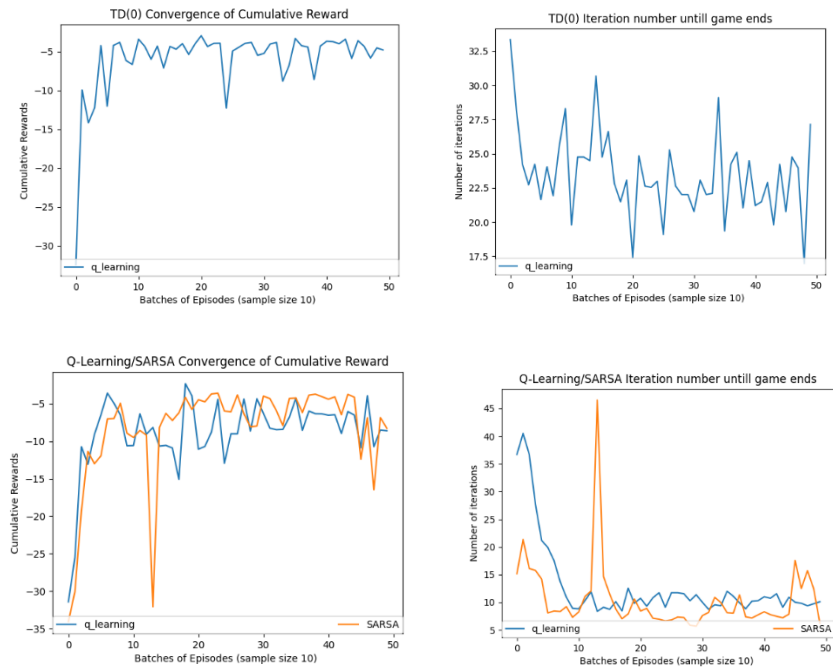 TD(0) Convergence of Cumulative Reward
Cumulative Rewards
−5
−10
−15
−20
−25
−30
q_learning
0 10 20 30 40 50
Batches of Episodes (sample size 10)
TD(0) Iteration number untill game ends
Number of iterations
32.5
30.0
27.5
25.0
22.5
20.0
17.5
q_learning
0 10 20 30 40 50
Batches of Episodes (sample size 10)
Q-Learning/SARSA Convergence of Cumulative Reward
Cumulative Rewards
−5
−10
−15
−20
−25
−30
−35
q_learning SARSA
0 10 20 30 40 50
Batches of Episodes (sample size 10)
Q-Learning/SARSA Iteration number untill game ends
Number of iterations
45
40
35
30
25
20
15
10
5
q_learning SARSA
0 10 20 30 40 50
Batches of Episodes (sample size 10)